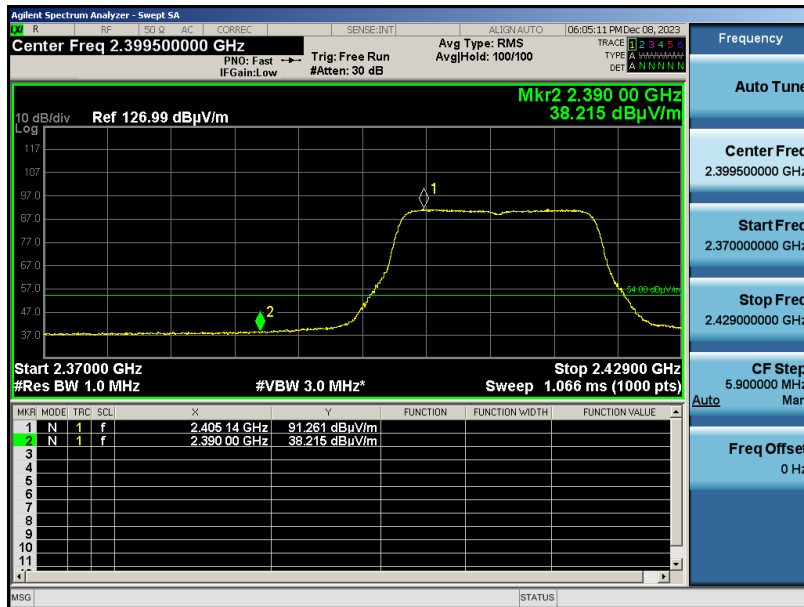 Agilent Spectrum Analyzer - Swept SA
LXI R RF 50 Ω AC CORREC SENSE:INT ALIGN AUTO 06:05:11 PM Dec 08, 2023
Center Freq 2.399500000 GHz
PNO: Fast
IFGain:Low
Trig: Free Run
#Atten: 30 dB
Avg Type: RMS
Avg|Hold: 100/100
TRACE 1 2 3 4 5 6
TYPE A
DET A N N N N N
Mkr2 2.390 00 GHz
38.215 dBµV/m
10 dB/div Ref 126.99 dBµV/m
Log
117
107
97.0
87.0
77.0
67.0
57.0
47.0
37.0
1
2
54.00 dBµV/m
Start 2.37000 GHz Stop 2.42900 GHz
#Res BW 1.0 MHz #VBW 3.0 MHz* Sweep 1.066 ms (1000 pts)
MKR MODE TRC SCL X Y FUNCTION FUNCTION WIDTH FUNCTION VALUE
1 N 1 f 2.405 14 GHz 91.261 dBµV/m
2 N 1 f 2.390 00 GHz 38.215 dBµV/m
3
4
5
6
7
8
9
10
11
MSG STATUS
Frequency
Auto Tune
Center Freq
2.399500000 GHz
Start Freq
2.370000000 GHz
Stop Freq
2.429000000 GHz
CF Step
5.900000 MHz
Auto Man
Freq Offset
0 Hz